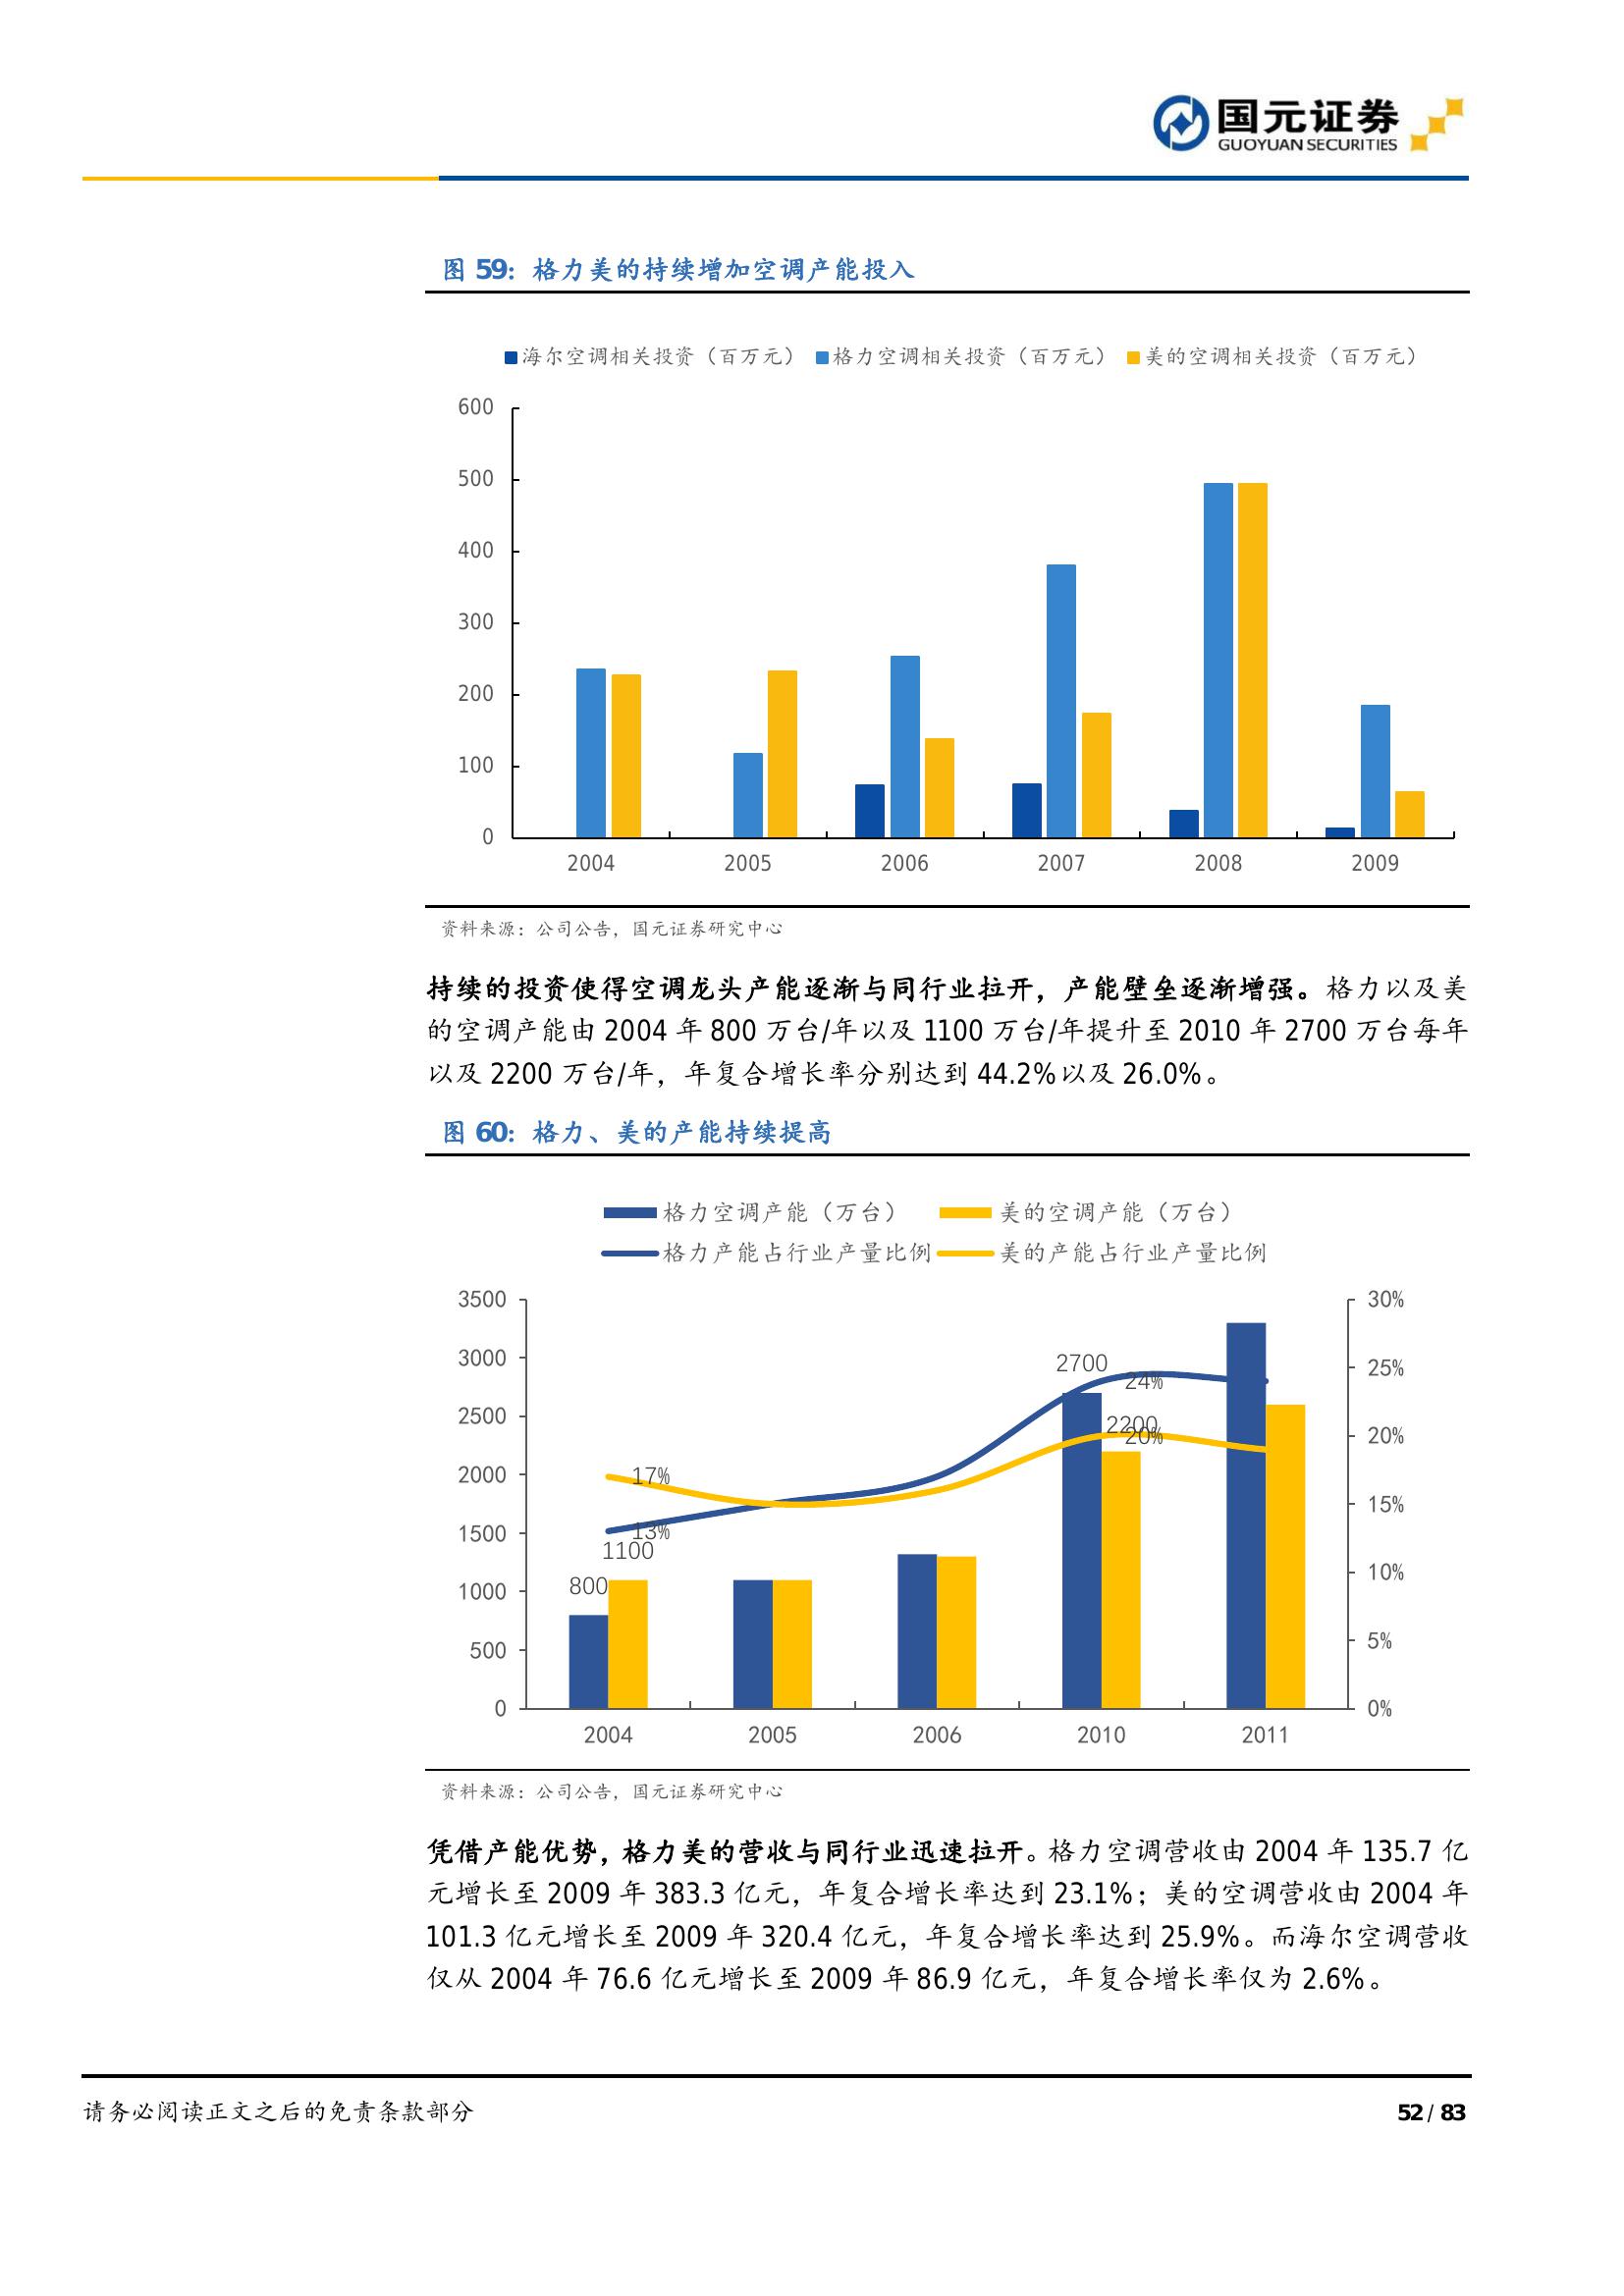 国元证券
GUOYUAN SECURITIES
图 59：格力美的持续增加空调产能投入
海尔空调相关投资（百万元） 格力空调相关投资（百万元） 美的空调相关投资（百万元）
600
500
400
300
200
100
0
2004 2005 2006 2007 2008 2009
资料来源：公司公告，国元证券研究中心
持续的投资使得空调龙头产能逐渐与同行业拉开，产能壁垒逐渐增强。格力以及美
的空调产能由 2004 年 800 万台/年以及 1100 万台/年提升至 2010 年 2700 万台每年
以及 2200 万台/年，年复合增长率分别达到 44.2%以及 26.0%。
图 60：格力、美的产能持续提高
格力空调产能（万台） 美的空调产能（万台）
格力产能占行业产量比例 美的产能占行业产量比例
3500 30%
3000 2700 25%
24%
2500 2200 20%
20%
2000 17%
15%
1500 13%
1100
1000 800 10%
500 5%
0 0%
2004 2005 2006 2010 2011
资料来源：公司公告，国元证券研究中心
凭借产能优势，格力美的营收与同行业迅速拉开。格力空调营收由 2004 年 135.7 亿
元增长至 2009 年 383.3 亿元，年复合增长率达到 23.1%；美的空调营收由 2004 年
101.3 亿元增长至 2009 年 320.4 亿元，年复合增长率达到 25.9%。而海尔空调营收
仅从 2004 年 76.6 亿元增长至 2009 年 86.9 亿元，年复合增长率仅为 2.6%。
请务必阅读正文之后的免责条款部分 52 / 83